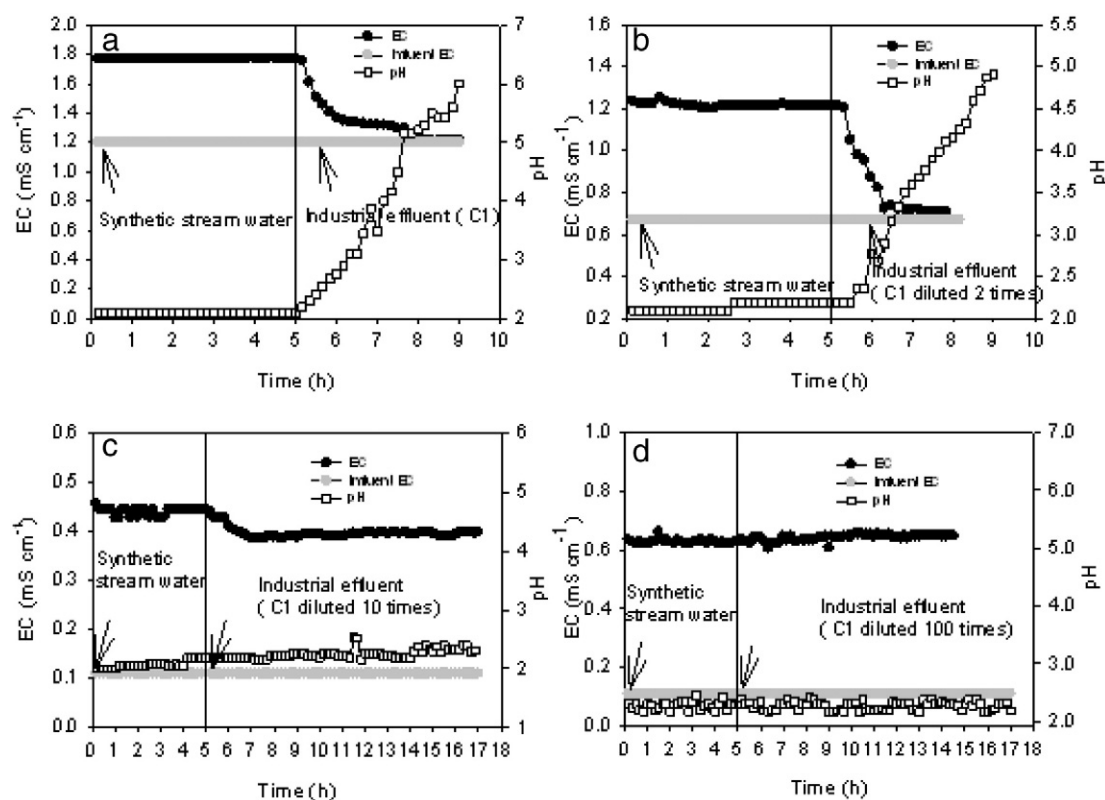 a
EC
Influent EC
pH
EC (mS cm⁻¹)
2.0
1.8
1.6
1.4
1.2
1.0
0.8
0.6
0.4
0.2
0.0
7
6
5
4
3
2
pH
Synthetic stream water
Industrial effluent ( C1)
0 1 2 3 4 5 6 7 8 9 10
Time (h)
b
EC
Influent EC
pH
EC (mS cm⁻¹)
1.6
1.4
1.2
1.0
0.8
0.6
0.4
0.2
5.5
5.0
4.5
4.0
3.5
3.0
2.5
2.0
pH
Synthetic stream water
Industrial effluent
( C1 diluted 2 times)
0 1 2 3 4 5 6 7 8 9 10
Time (h)
c
EC
Influent EC
pH
EC (mS cm⁻¹)
0.6
0.5
0.4
0.3
0.2
0.1
0.0
6
5
4
3
2
1
pH
Synthetic
stream water
Industrial effluent
( C1 diluted 10 times)
0 1 2 3 4 5 6 7 8 9 10 11 12 13 14 15 16 17 18
Time (h)
d
EC
Influent EC
pH
EC (mS cm⁻¹)
1.0
0.8
0.6
0.4
0.2
0.0
7.0
6.0
5.0
4.0
3.0
2.0
pH
Synthetic
stream water
Industrial effluent
( C1 diluted 100 times)
0 1 2 3 4 5 6 7 8 9 10 11 12 13 14 15 16 17 18
Time (h)